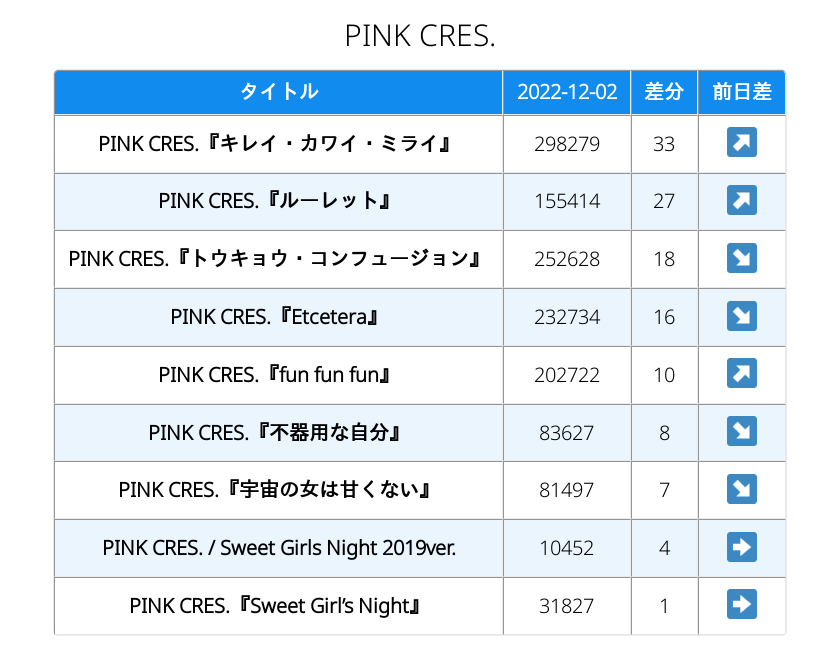 PINK CRES.
タイトル 2022-12-02 差分 前日差
PINK CRES.『キレイ・カワイ・ミライ』 298279 33 ↗
PINK CRES.『ルーレット』 155414 27 ↗
PINK CRES.『トウキョウ・コンフュージョン』 252628 18 ↘
PINK CRES.『Etcetera』 232734 16 ↘
PINK CRES.『fun fun fun』 202722 10 ↗
PINK CRES.『不器用な自分』 83627 8 ↘
PINK CRES.『宇宙の女は甘くない』 81497 7 ↘
PINK CRES. / Sweet Girls Night 2019ver. 10452 4 →
PINK CRES.『Sweet Girl’s Night』 31827 1 →